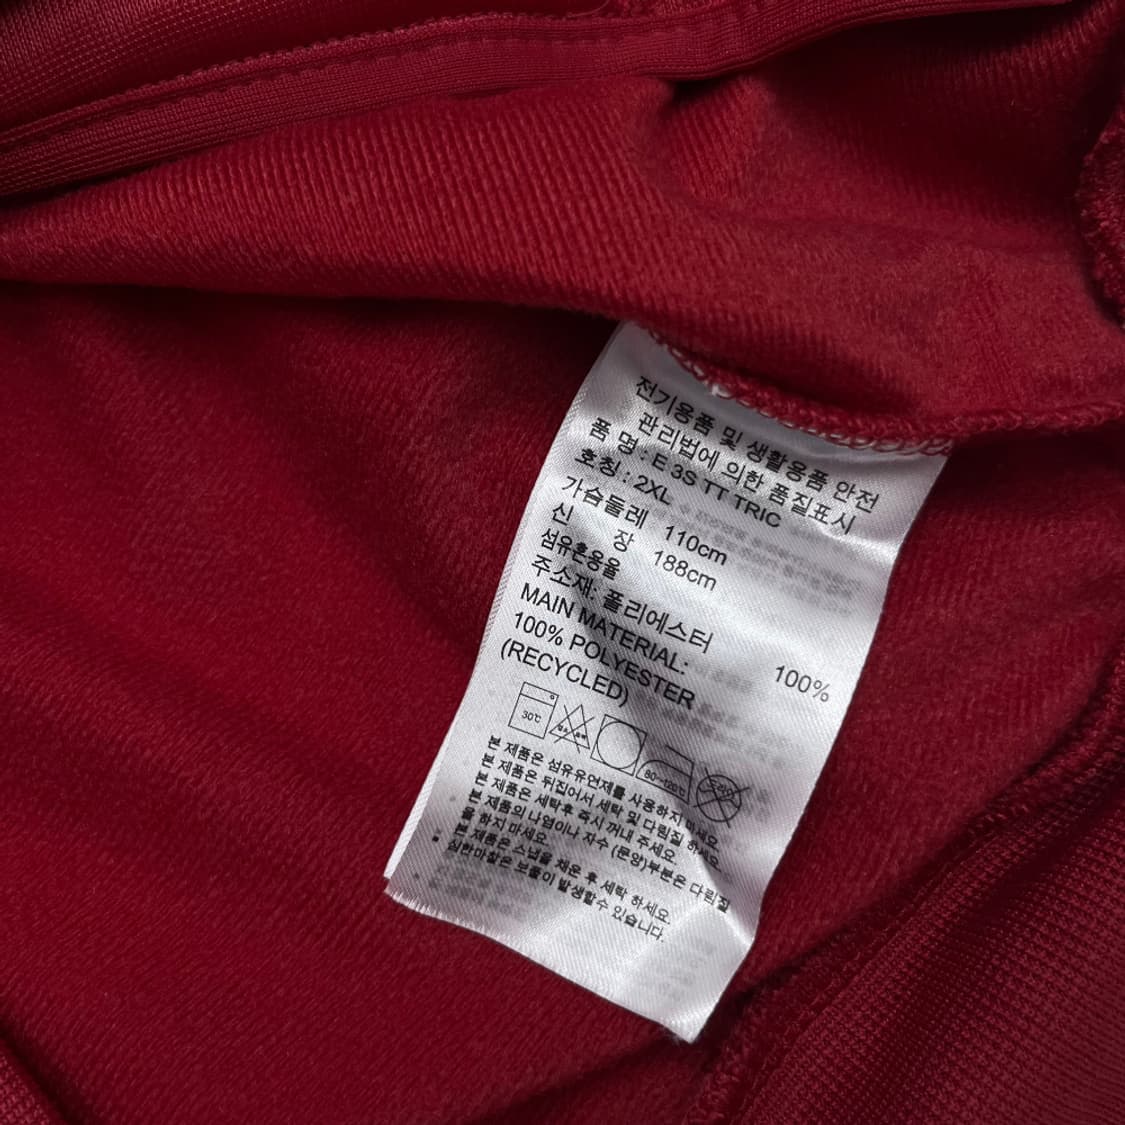 전기용품 및 생활용품 안전
관리법에 의한 품질표시
품 명 : E 3S TT TRIC
호칭 : 2XL
가슴둘레 110cm
신 장 188cm
섬유혼용율
주소재: 폴리에스터 100%
MAIN MATERIAL:
100% POLYESTER
(RECYCLED)
30℃ 80~120℃ 드라이
본 제품은 섬유유연제를 사용하지 마세요.
본 제품은 뒤집어서 세탁 및 다림질 하세요.
본 제품은 세탁후 즉시 꺼내 주세요.
본 제품의 나염이나 자수 (문양)부분은 다림질
을 하지 마세요.
본 제품은 스냅을 채운 후 세탁 하세요.
심한마찰은 보풀이 발생할수 있습니다.